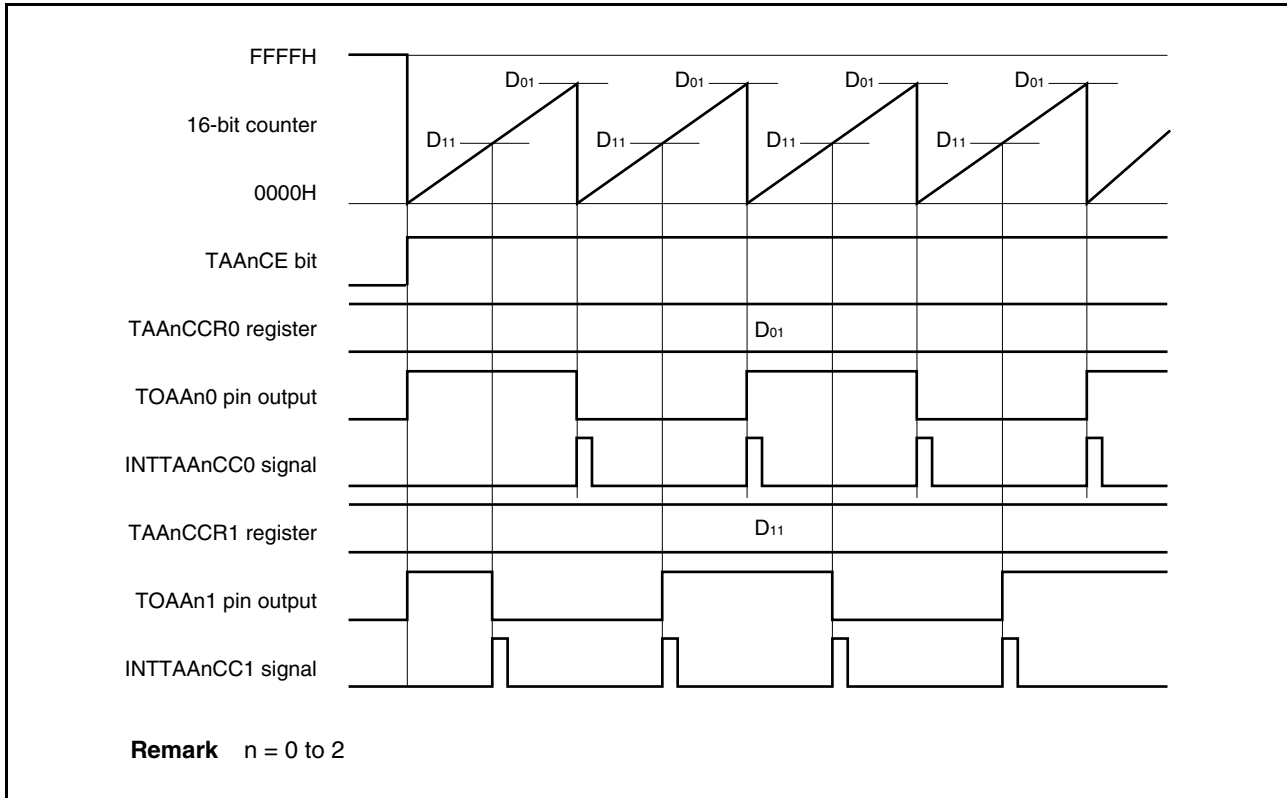 FFFFH
D01 D01 D01 D01
16-bit counter
D11 D11 D11 D11
0000H
TAAnCE bit
TAAnCCR0 register
D01
TOAAn0 pin output
INTTAAnCC0 signal
TAAnCCR1 register
D11
TOAAn1 pin output
INTTAAnCC1 signal
Remark n = 0 to 2